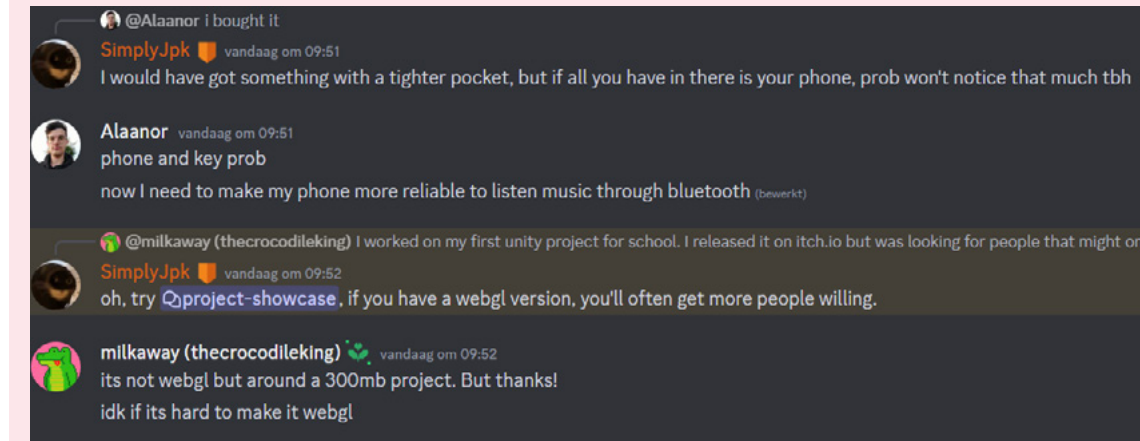 @Alaanor i bought it
SimplyJpk vandaag om 09:51
I would have got something with a tighter pocket, but if all you have in there is your phone, prob won't notice that much tbh
Alaanor vandaag om 09:51
phone and key prob
now I need to make my phone more reliable to listen music through bluetooth (bewerkt)
@milkaway (thecrocodileking) I worked on my first unity project for school. I released it on itch.io but was looking for people that might
SimplyJpk vandaag om 09:52
oh, try project-showcase, if you have a webgl version, you'll often get more people willing.
milkaway (thecrocodileking) vandaag om 09:52
its not webgl but around a 300mb project. But thanks!
idk if its hard to make it webgl